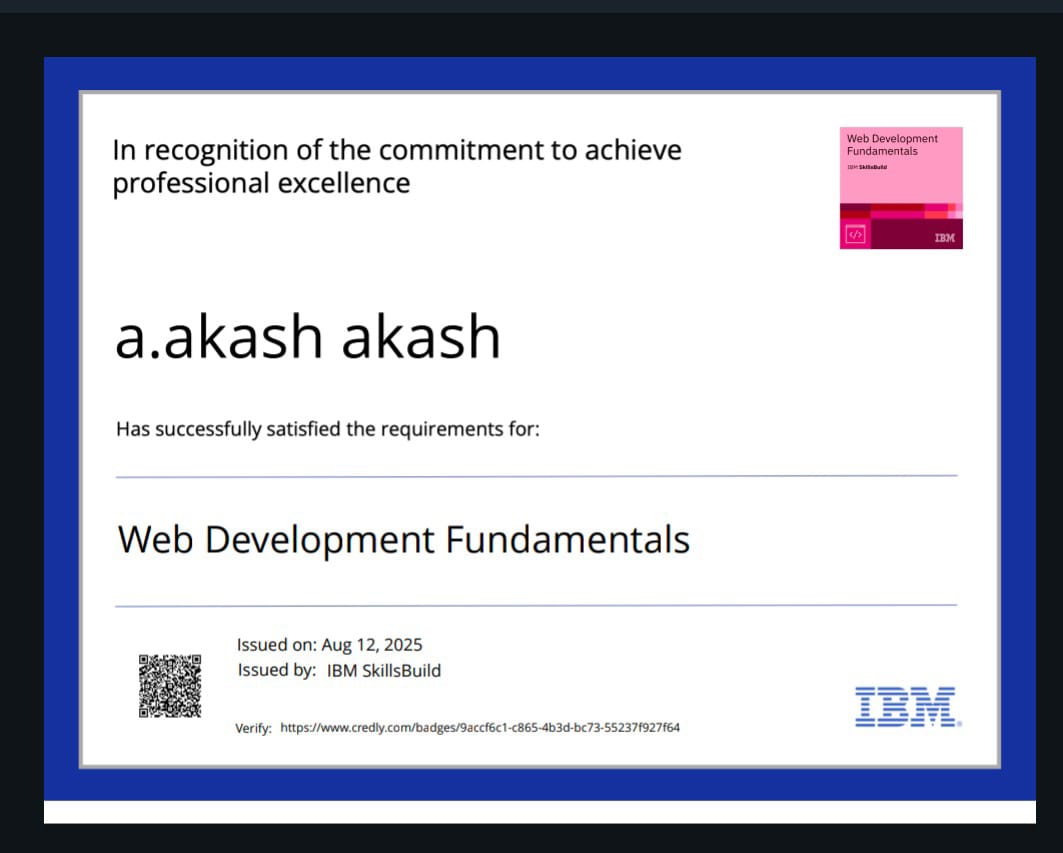 In recognition of the commitment to achieve
professional excellence
Web Development
Fundamentals
IBM SkillsBuild
</>
IBM
a.akash akash
Has successfully satisfied the requirements for:
Web Development Fundamentals
Issued on: Aug 12, 2025
Issued by: IBM SkillsBuild
Verify: https://www.credly.com/badges/9accf6c1-c865-4b3d-bc73-55237f927f64
IBM.